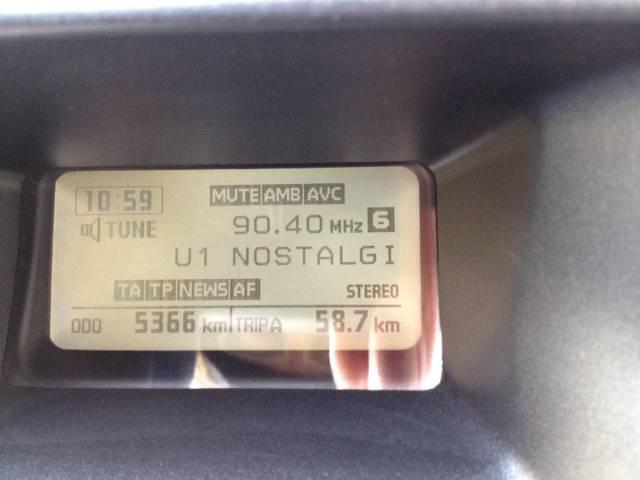 10:59 MUTE AMB AVC
TUNE 90.40 MHz 6
U1 NOSTALGI
TA TP NEWS AF STEREO
ODO 5366 km TRIP A 58.7 km